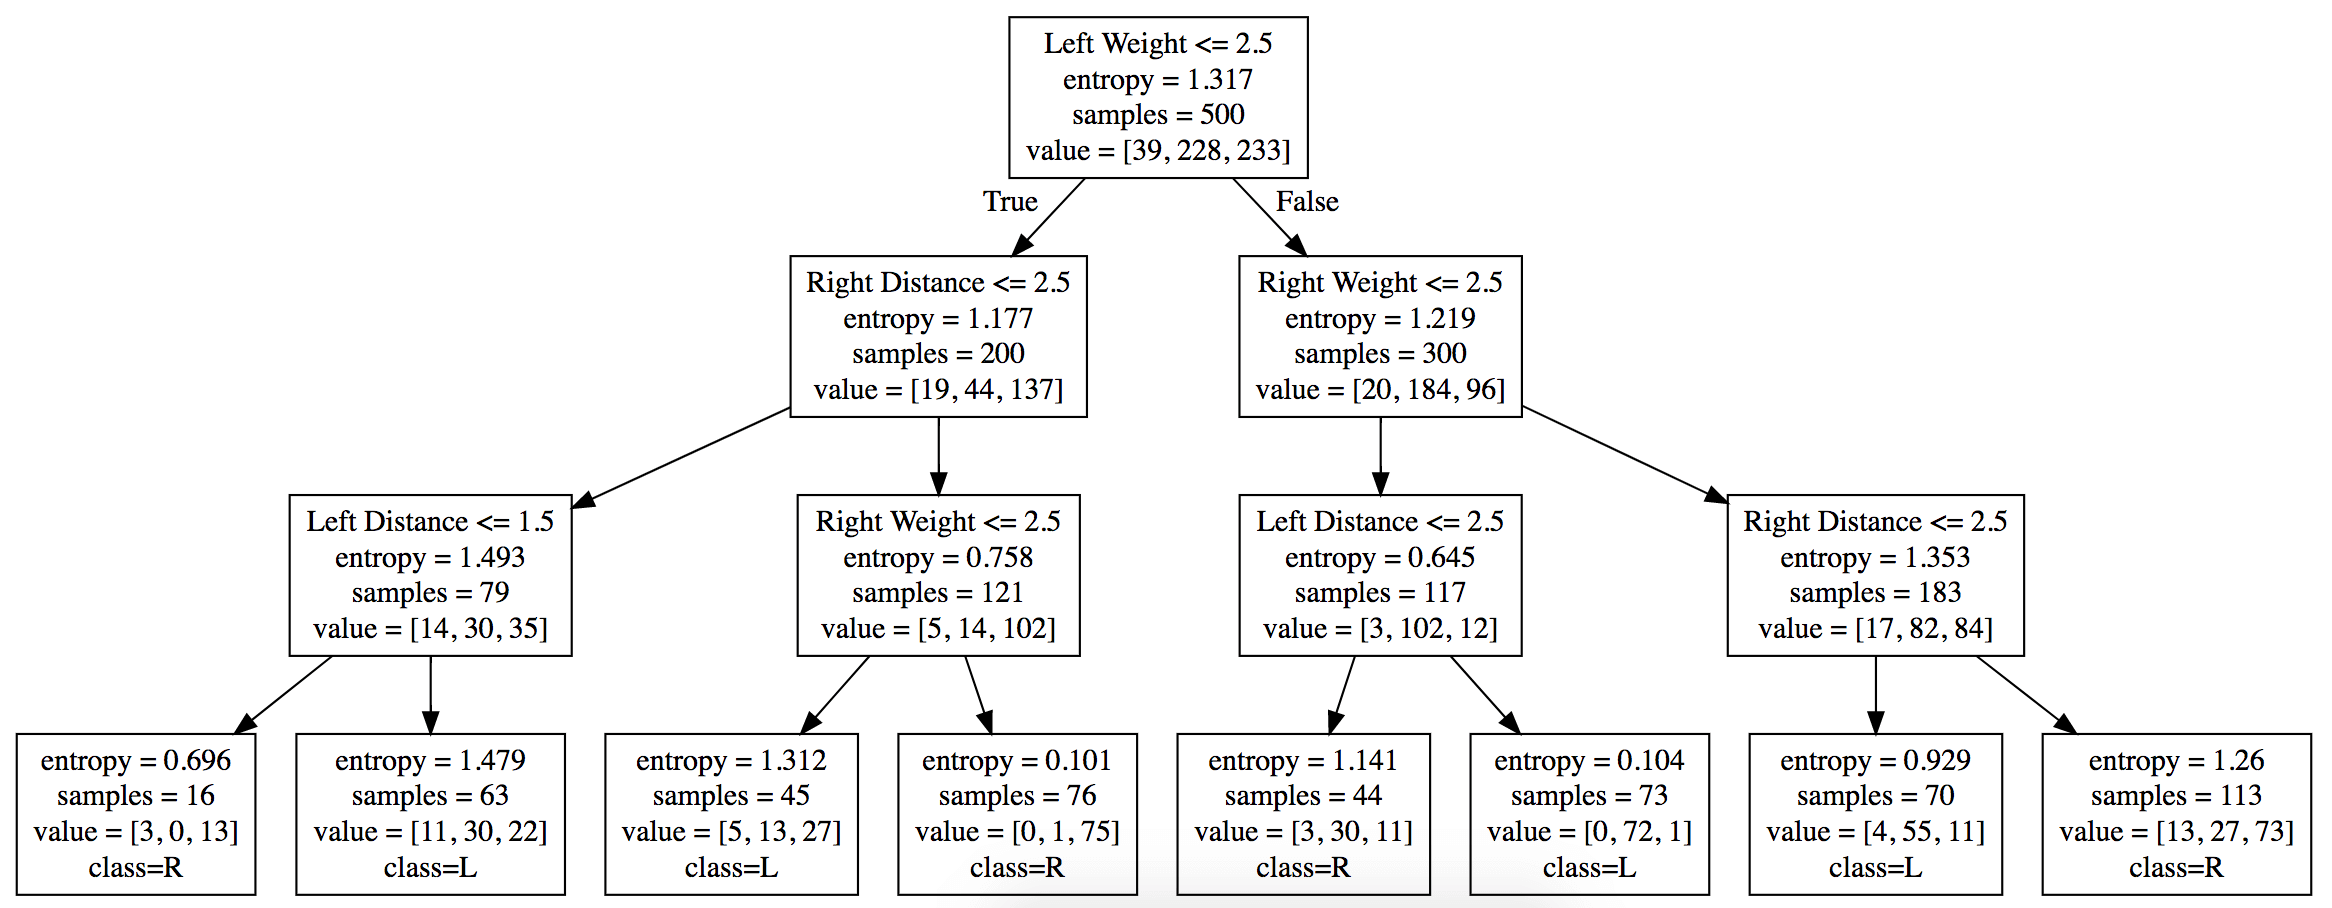 Left Weight <= 2.5
entropy = 1.317
samples = 500
value = [39, 228, 233]
True
False
Right Distance <= 2.5
entropy = 1.177
samples = 200
value = [19, 44, 137]
Right Weight <= 2.5
entropy = 1.219
samples = 300
value = [20, 184, 96]
Left Distance <= 1.5
entropy = 1.493
samples = 79
value = [14, 30, 35]
Right Weight <= 2.5
entropy = 0.758
samples = 121
value = [5, 14, 102]
Left Distance <= 2.5
entropy = 0.645
samples = 117
value = [3, 102, 12]
Right Distance <= 2.5
entropy = 1.353
samples = 183
value = [17, 82, 84]
entropy = 0.696
samples = 16
value = [3, 0, 13]
class=R
entropy = 1.479
samples = 63
value = [11, 30, 22]
class=L
entropy = 1.312
samples = 45
value = [5, 13, 27]
class=L
entropy = 0.101
samples = 76
value = [0, 1, 75]
class=R
entropy = 1.141
samples = 44
value = [3, 30, 11]
class=R
entropy = 0.104
samples = 73
value = [0, 72, 1]
class=L
entropy = 0.929
samples = 70
value = [4, 55, 11]
class=L
entropy = 1.26
samples = 113
value = [13, 27, 73]
class=R